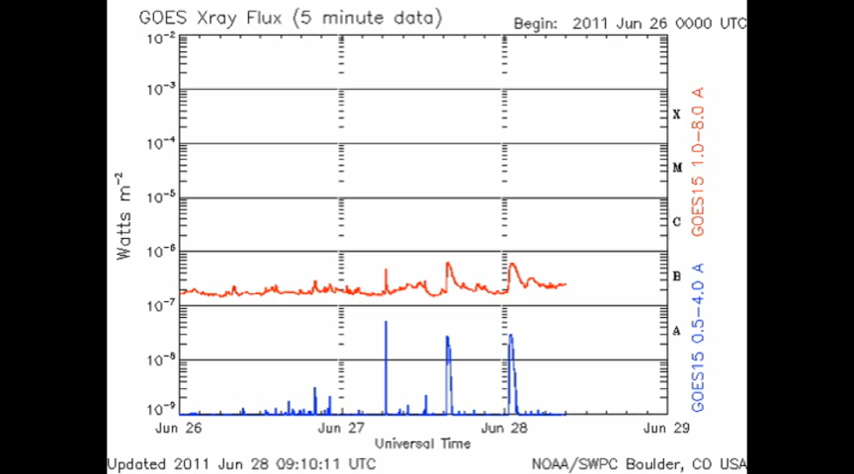 GOES Xray Flux (5 minute data)
Begin: 2011 Jun 26 0000 UTC
10⁻²
10⁻³
10⁻⁴
10⁻⁵
10⁻⁶
10⁻⁷
10⁻⁸
10⁻⁹
Watts m⁻²
X
M
C
B
A
GOES15 1.0-8.0 A
GOES15 0.5-4.0 A
Jun 26
Jun 27
Jun 28
Jun 29
Universal Time
Updated 2011 Jun 28 09:10:11 UTC
NOAA/SWPC Boulder, CO USA